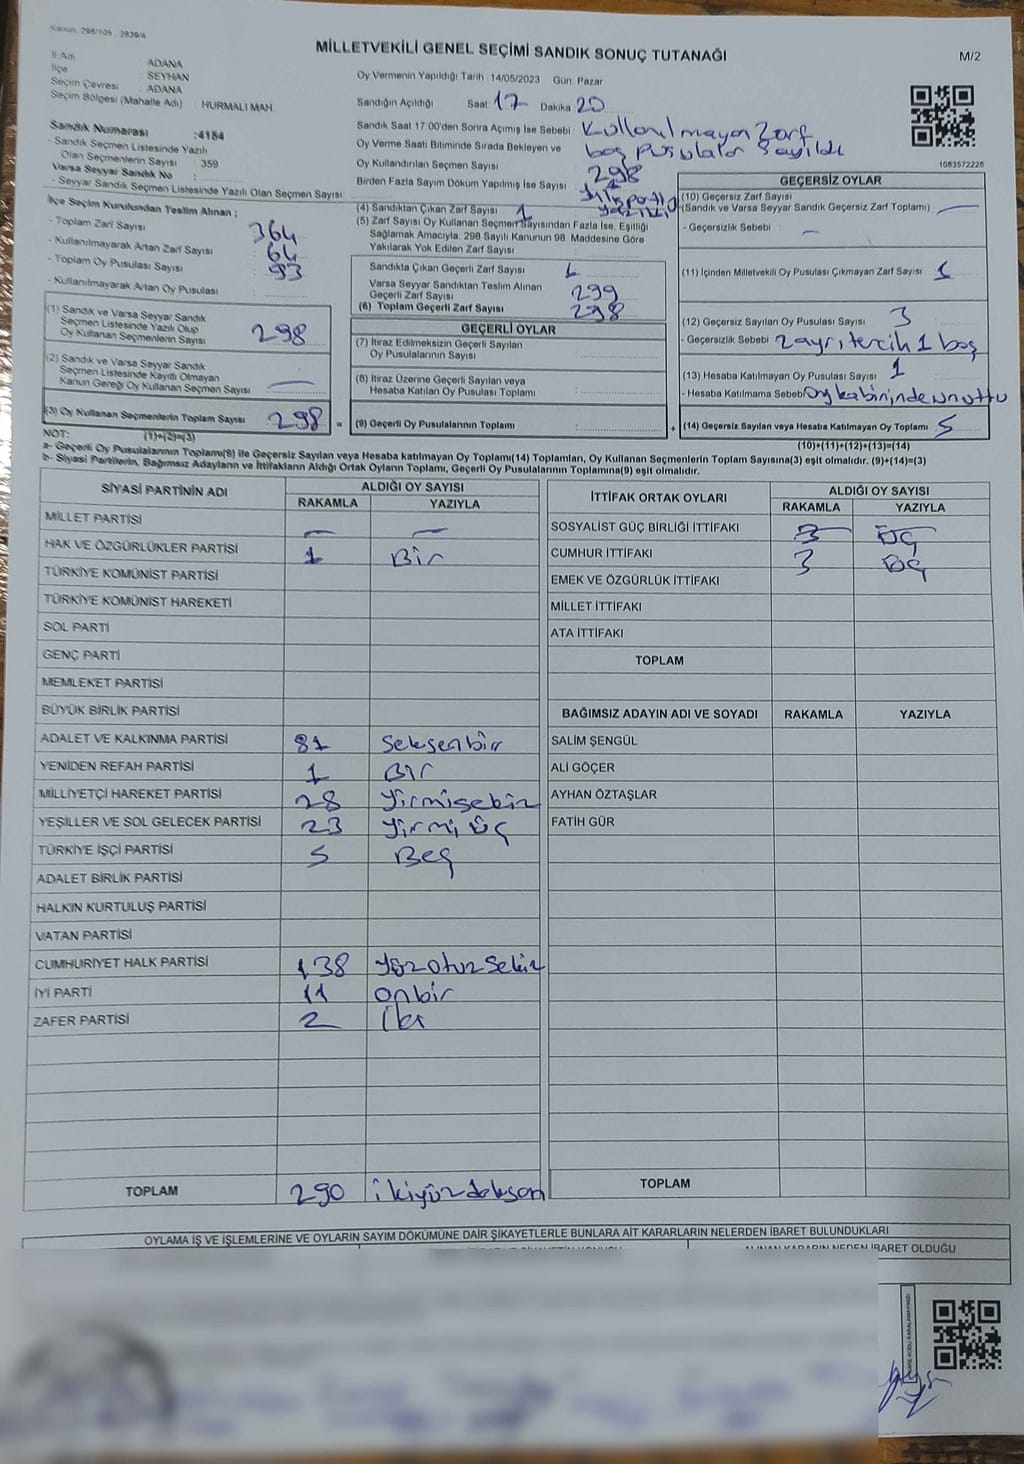 Kanun: 298/105 , 2839/4
MİLLETVEKİLİ GENEL SEÇİMİ SANDIK SONUÇ TUTANAĞI
M/2
İl Adı : ADANA
İlçe : SEYHAN
Seçim Çevresi : ADANA
Seçim Bölgesi (Mahalle Adı) : HURMALI MAH.
Oy Vermenin Yapıldığı Tarih : 14/05/2023 Gün: Pazar
Sandığın Açıldığı Saat 17 Dakika 20
Sandık Saat 17:00'den Sonra Açımış İse Sebebi : Kullanılmayan Zarf
Oy Verme Saati Bitiminde Sırada Bekleyen ve boş pusulalar sayıldı
Oy Kullandırılan Seçmen Sayısı 298
Birden Fazla Sayım Döküm Yapılmış İse Sayısı
1083572226
Sandık Numarası :4184
- Sandık Seçmen Listesinde Yazılı
Olan Seçmenlerin Sayısı : 359
Varsa Seyyar Sandık No :
- Seyyar Sandık Seçmen Listesinde Yazılı Olan Seçmen Sayısı
İlçe Seçim Kurulundan Teslim Alınan ;
- Toplam Zarf Sayısı 364
- Kullanılmayarak Artan Zarf Sayısı 64
- Toplam Oy Pusulası Sayısı 93
- Kullanılmayarak Artan Oy Pusulası
(1) Sandık ve Varsa Seyyar Sandık
Seçmen Listesinde Yazılı Olup
Oy Kullanan Seçmenlerin Sayısı 298
(2) Sandık ve Varsa Seyyar Sandık
Seçmen Listesinde Kayıtlı Olmayan
Kanun Gereği Oy Kullanan Seçmen Sayısı —
(3) Oy Kullanan Seçmenlerin Toplam Sayısı 298
(1)+(2)=(3)
(4) Sandıktan Çıkan Zarf Sayısı
(5) Zarf Sayısı Oy Kullanan Seçmen Sayısından Fazla İse, Eşitliği
Sağlamak Amacıyla; 298 Sayılı Kanunun 98. Maddesine Göre
Yakılarak Yok Edilen Zarf Sayısı 1
Sandıkta Çıkan Geçerli Zarf Sayısı
Varsa Seyyar Sandıktan Teslim Alınan
Geçerli Zarf Sayısı 299
(6) Toplam Geçerli Zarf Sayısı 298
GEÇERLİ OYLAR
(7) İtiraz Edilmeksizin Geçerli Sayılan
Oy Pusulalarının Sayısı :
(8) İtiraz Üzerine Geçerli Sayılan veya
Hesaba Katılan Oy Pusulası Toplamı :
= (9) Geçerli Oy Pusulalarının Toplamı :
GEÇERSİZ OYLAR
(10) Geçersiz Zarf Sayısı
(Sandık ve Varsa Seyyar Sandık Geçersiz Zarf Toplamı) —
- Geçersizlik Sebebi : —
(11) İçinden Milletvekili Oy Pusulası Çıkmayan Zarf Sayısı 1
(12) Geçersiz Sayılan Oy Pusulası Sayısı 3
- Geçersizlik Sebebi 2 ayrı tercih 1 boş
(13) Hesaba Katılmayan Oy Pusulası Sayısı 1
- Hesaba Katılmama Sebebi Oy kabininde unuttu
+ (14) Geçersiz Sayılan veya Hesaba Katılmayan Oy Toplamı 5
(10)+(11)+(12)+(13)=(14)
NOT:
a- Geçerli Oy Pusulasının Toplamı(9) ile Geçersiz Sayılan veya Hesaba katılmayan Oy Toplamı(14) Toplamları, Oy Kullanan Seçmenlerin Toplam Sayısına(3) eşit olmalıdır. (9)+(14)=(3)
b- Siyasi Partilerin, Bağımsız Adayların ve İttifakların Aldığı Ortak Oyların Toplamı, Geçerli Oy Pusulalarının Toplamına(9) eşit olmalıdır.
SİYASİ PARTİNİN ADI ALDIĞI OY SAYISI
RAKAMLA YAZIYLA
MİLLET PARTİSİ — —
HAK VE ÖZGÜRLÜKLER PARTİSİ 1 Bir
TÜRKİYE KOMÜNİST PARTİSİ
TÜRKİYE KOMÜNİST HAREKETİ
SOL PARTİ
GENÇ PARTİ
MEMLEKET PARTİSİ
BÜYÜK BİRLİK PARTİSİ
ADALET VE KALKINMA PARTİSİ 81 Seksenbir
YENİDEN REFAH PARTİSİ 1 Bir
MİLLİYETÇİ HAREKET PARTİSİ 28 Yirmisekiz
YEŞİLLER VE SOL GELECEK PARTİSİ 23 Yirmi üç
TÜRKİYE İŞÇİ PARTİSİ 5 Beş
ADALET BİRLİK PARTİSİ
HALKIN KURTULUŞ PARTİSİ
VATAN PARTİSİ
CUMHURİYET HALK PARTİSİ 138 Yüzotuzsekiz
İYİ PARTİ 11 onbir
ZAFER PARTİSİ 2 İki
TOPLAM 290 ikiyüzdoksan
İTTİFAK ORTAK OYLARI ALDIĞI OY SAYISI
RAKAMLA YAZIYLA
SOSYALİST GÜÇ BİRLİĞİ İTTİFAKI 3 üç
CUMHUR İTTİFAKI 3 üç
EMEK VE ÖZGÜRLÜK İTTİFAKI
MİLLET İTTİFAKI
ATA İTTİFAKI
TOPLAM
BAĞIMSIZ ADAYIN ADI VE SOYADI RAKAMLA YAZIYLA
SALİM ŞENGÜL
ALİ GÖÇER
AYHAN ÖZTAŞLAR
FATİH GÜR
TOPLAM
OYLAMA İŞ VE İŞLEMLERİNE VE OYLARIN SAYIM DÖKÜMÜNE DAİR ŞİKAYETLERLE BUNLARA AİT KARARLARIN NELERDEN İBARET BULUNDUKLARI
ALINAN KARARIN NEDEN İBARET OLDUĞU